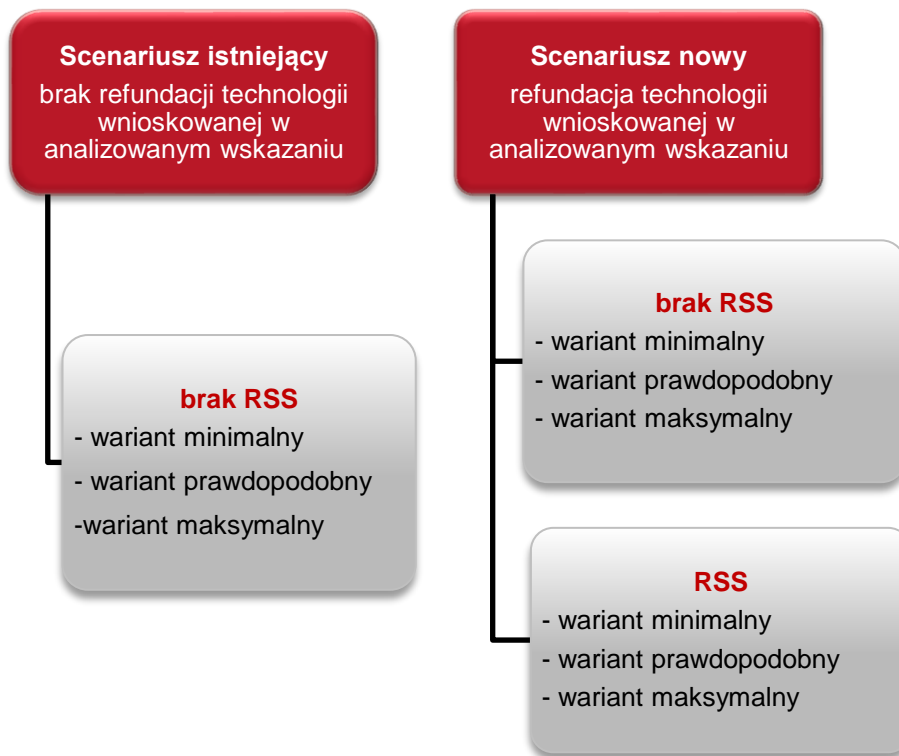 Scenariusz istniejący
brak refundacji technologii
wnioskowanej w
analizowanym wskazaniu
brak RSS
- wariant minimalny
- wariant prawdopodobny
-wariant maksymalny
Scenariusz nowy
refundacja technologii
wnioskowanej w
analizowanym wskazaniu
brak RSS
- wariant minimalny
- wariant prawdopodobny
- wariant maksymalny
RSS
- wariant minimalny
- wariant prawdopodobny
- wariant maksymalny